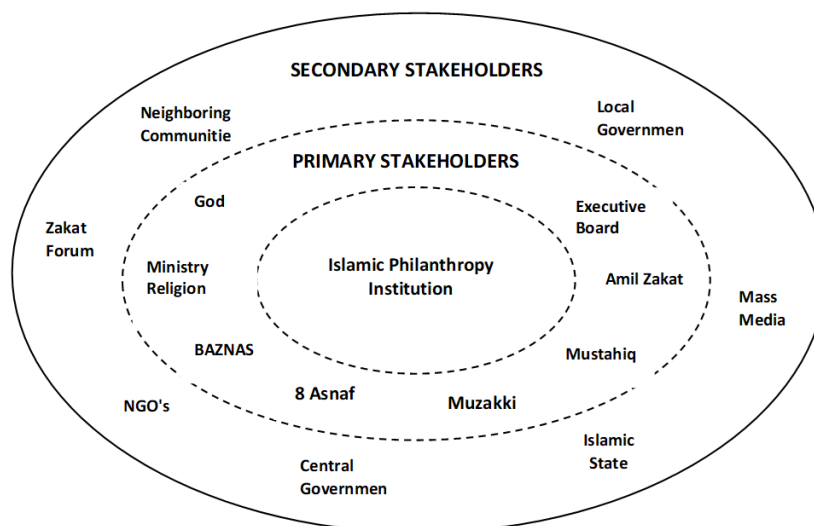 SECONDARY STAKEHOLDERS
Neighboring
Communitie
Local
Governmen
PRIMARY STAKEHOLDERS
God
Executive
Board
Zakat
Forum
Ministry
Religion
Islamic Philanthropy
Institution
Amil Zakat
Mass
Media
BAZNAS
Mustahiq
8 Asnaf
Muzakki
NGO's
Islamic
State
Central
Governmen